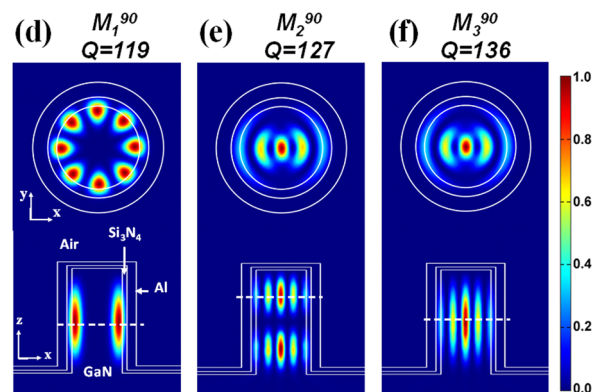 (d) M₁⁹⁰
Q=119
(e) M₂⁹⁰
Q=127
(f) M₃⁹⁰
Q=136
y
x
Air
Si₃N₄
Al
z
x
GaN
1.0
0.8
0.6
0.4
0.2
0.0